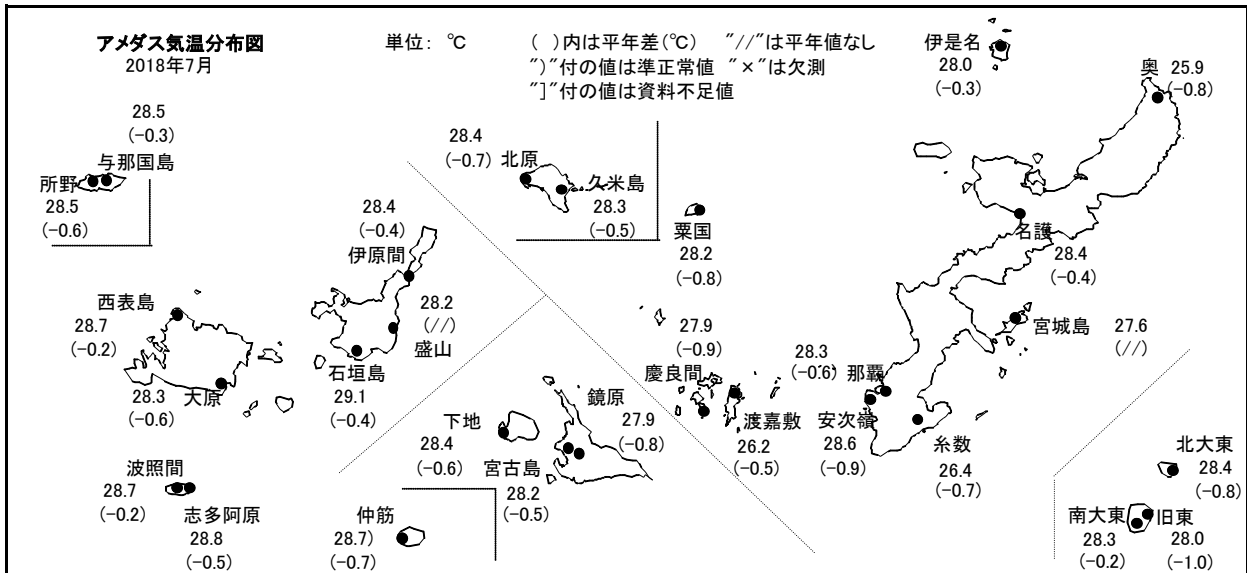 アメダス気温分布図
2018年7月
単位: ℃
( )内は平年差(℃) "//"は平年値なし
")"付の値は準正常値 "×"は欠測
"]"付の値は資料不足値
伊是名
28.0
(-0.3)
奥
25.9
(-0.8)
28.5
(-0.3)
与那国島
所野
28.5
(-0.6)
28.4
(-0.7)
北原
久米島
28.3
(-0.5)
粟国
28.2
(-0.8)
名護
28.4
(-0.4)
28.4
(-0.4)
伊原間
西表島
28.7
(-0.2)
28.2
(//)
盛山
石垣島
29.1
(-0.4)
大原
28.3
(-0.6)
宮城島
27.6
(//)
27.9
(-0.9)
慶良間
渡嘉敷
26.2
(-0.5)
28.3
(-0.6)
那覇
安次嶺
28.6
(-0.9)
糸数
26.4
(-0.7)
下地
28.4
(-0.6)
鏡原
27.9
(-0.8)
宮古島
28.2
(-0.5)
波照間
28.7
(-0.2)
志多阿原
28.8
(-0.5)
仲筋
28.7)
(-0.7)
北大東
28.4
(-0.8)
南大東
28.3
(-0.2)
旧東
28.0
(-1.0)